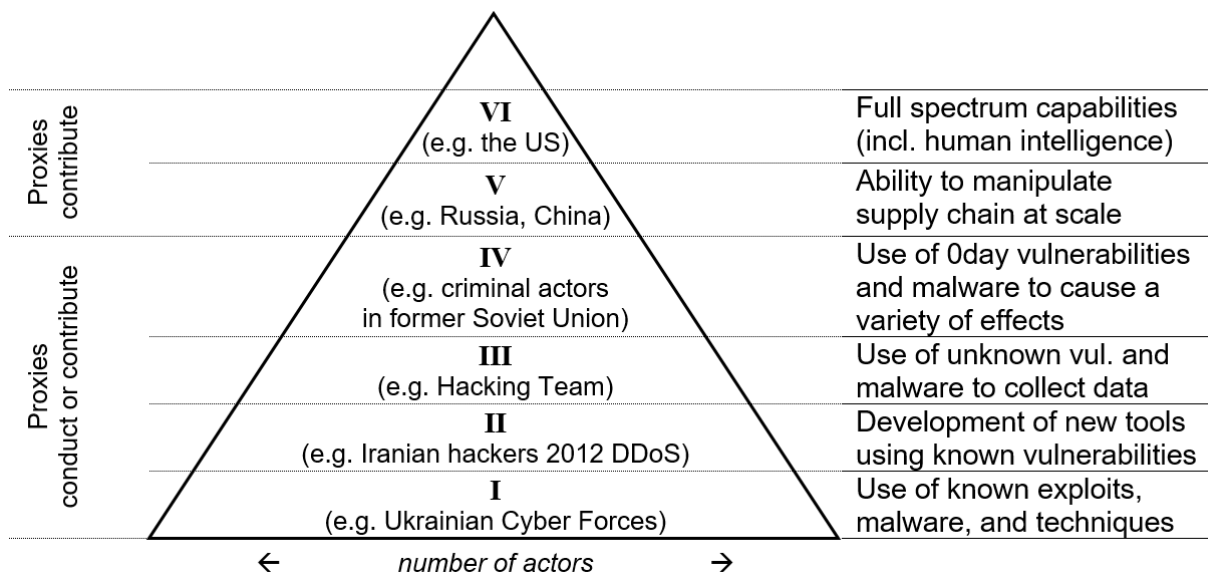 Proxies
contribute
VI
(e.g. the US)
Full spectrum capabilities
(incl. human intelligence)
V
(e.g. Russia, China)
Ability to manipulate
supply chain at scale
Proxies
conduct or contribute
IV
(e.g. criminal actors
in former Soviet Union)
Use of 0day vulnerabilities
and malware to cause a
variety of effects
III
(e.g. Hacking Team)
Use of unknown vul. and
malware to collect data
II
(e.g. Iranian hackers 2012 DDoS)
Development of new tools
using known vulnerabilities
I
(e.g. Ukrainian Cyber Forces)
Use of known exploits,
malware, and techniques
← number of actors →